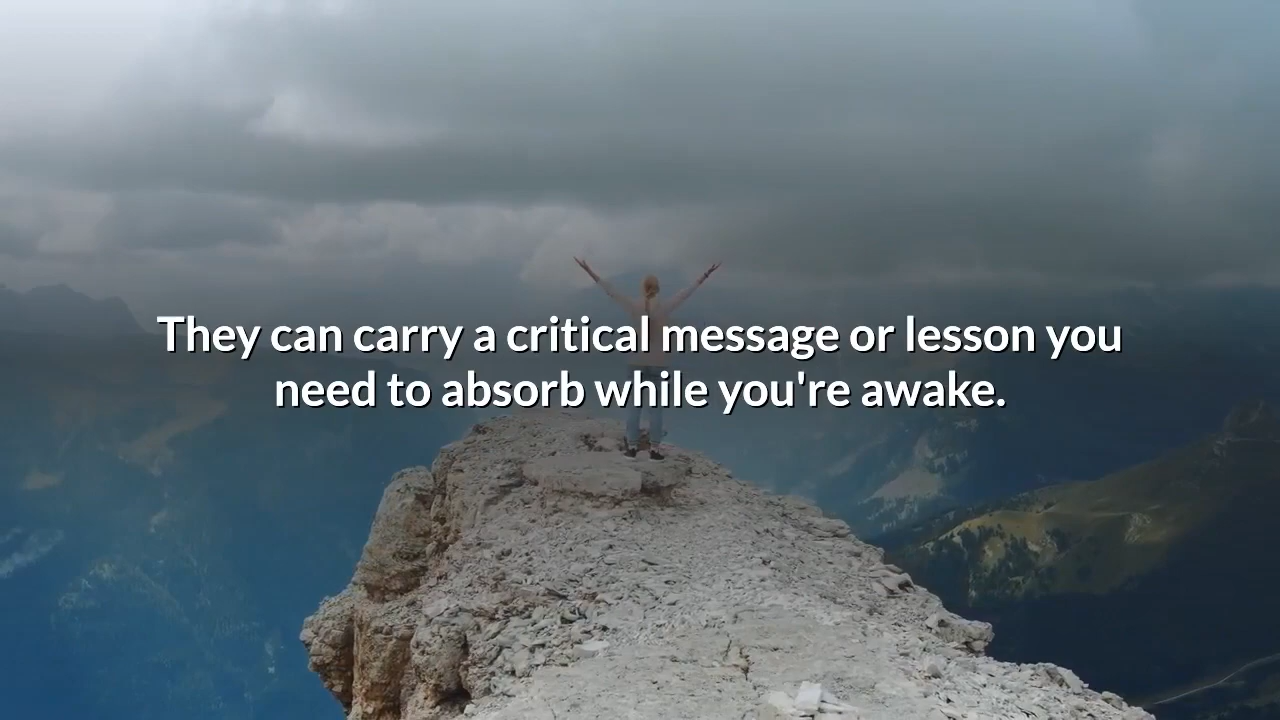 They can carry a critical message or lesson you
need to absorb while you're awake.